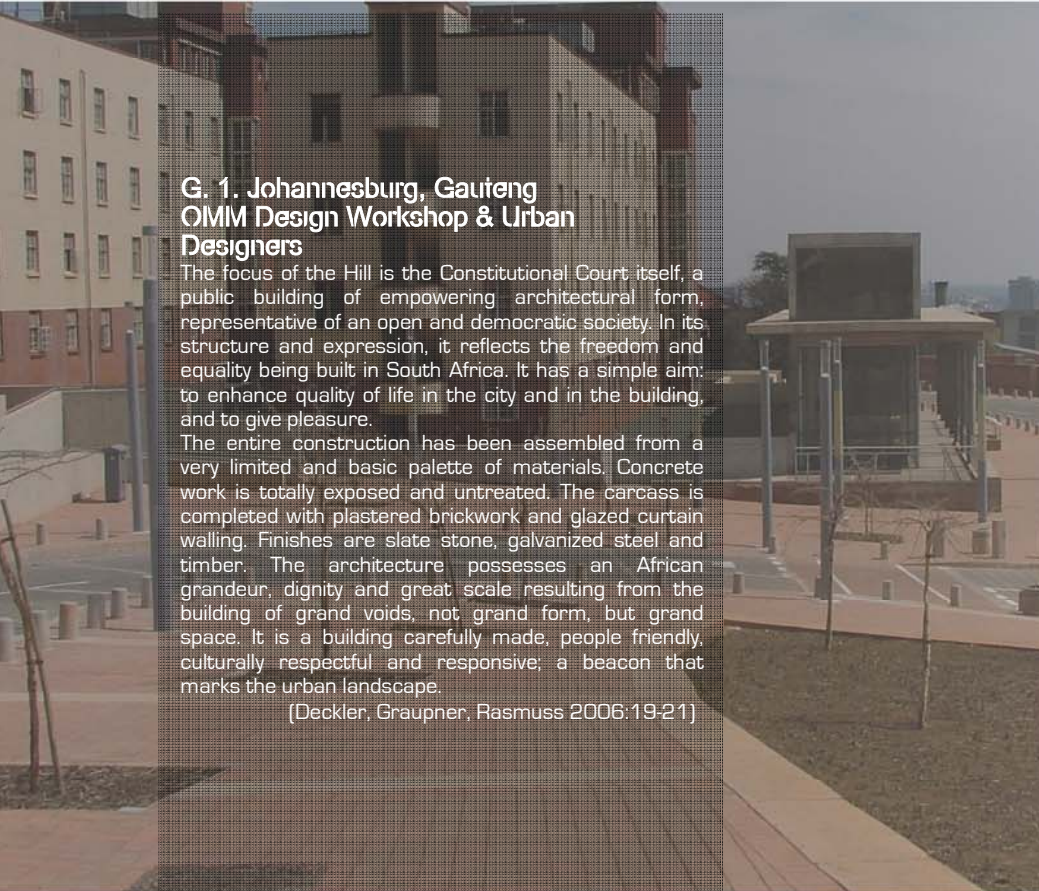 G. 1. Johannesburg, Gauteng
OMM Design Workshop & Urban
Designers
The focus of the Hill is the Constitutional Court itself, a
public building of empowering architectural form,
representative of an open and democratic society. In its
structure and expression, it reflects the freedom and
equality being built in South Africa. It has a simple aim:
to enhance quality of life in the city and in the building,
and to give pleasure.
The entire construction has been assembled from a
very limited and basic palette of materials. Concrete
work is totally exposed and untreated. The carcass is
completed with plastered brickwork and glazed curtain
walling. Finishes are slate stone, galvanized steel and
timber. The architecture possesses an African
grandeur, dignity and great scale resulting from the
building of grand voids, not grand form, but grand
space. It is a building carefully made, people friendly,
culturally respectful and responsive; a beacon that
marks the urban landscape.
(Deckler, Graupner, Rasmuss 2006:19-21)